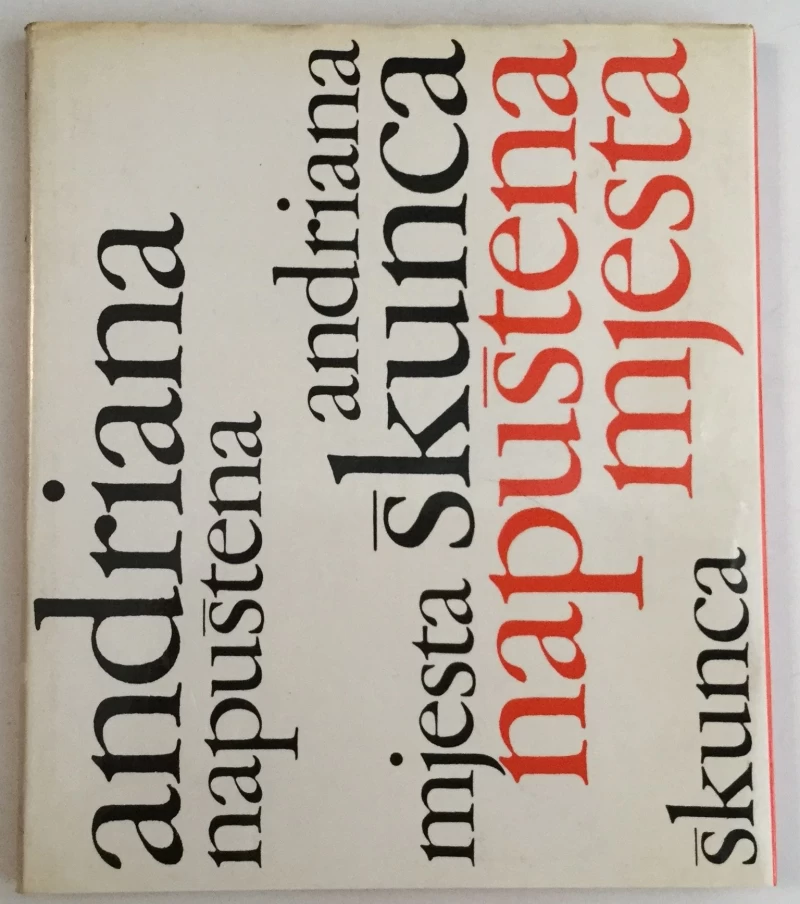 andriana
napuštena
andriana
mjesta škunca
napuštena
mjesta
škunca